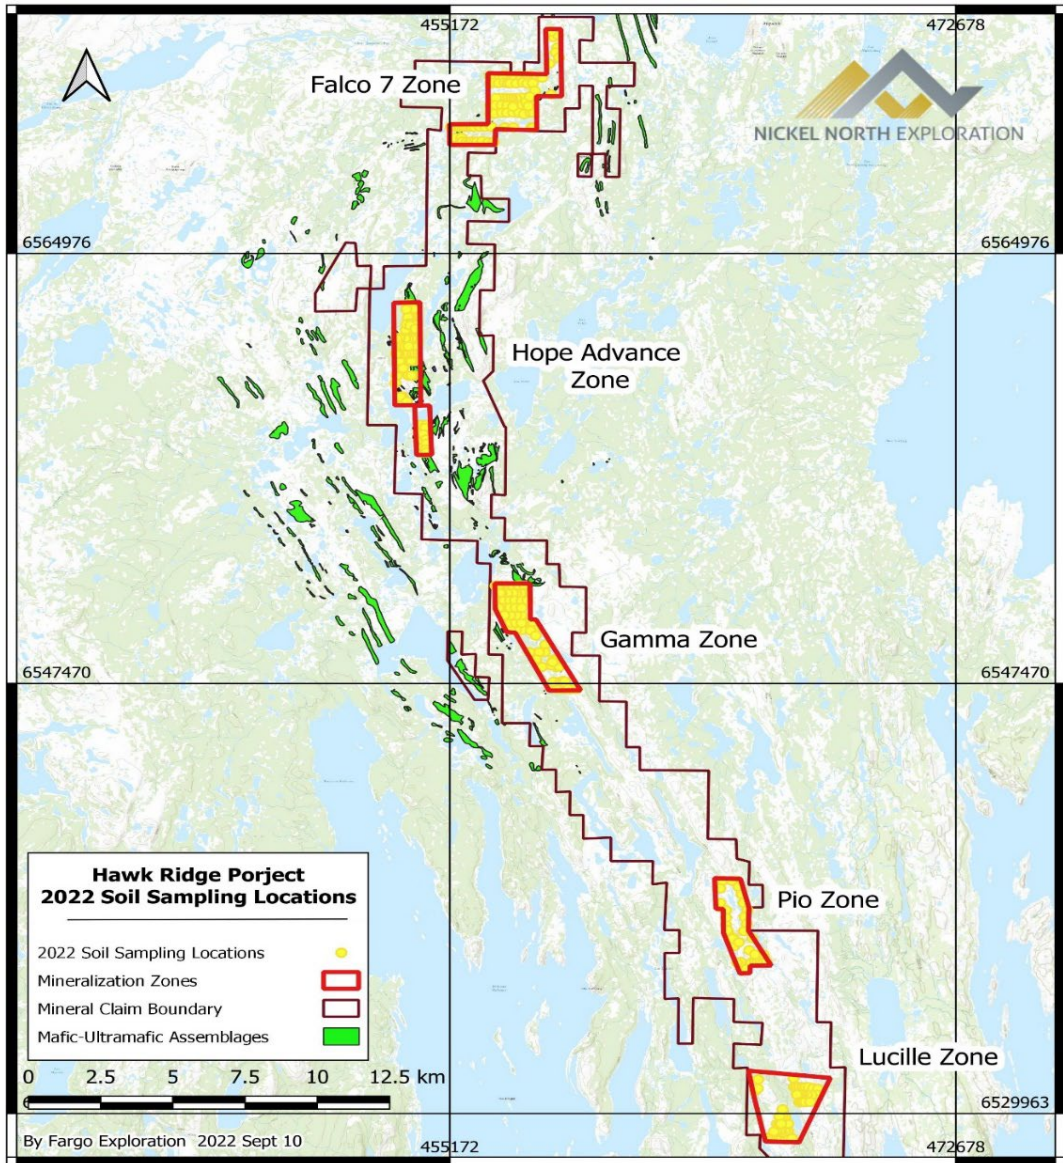 455172
472678
Falco 7 Zone
NICKEL NORTH EXPLORATION
6564976
6564976
Hope Advance
Zone
Gamma Zone
6547470
6547470
Pio Zone
Hawk Ridge Porject
2022 Soil Sampling Locations
2022 Soil Sampling Locations
Mineralization Zones
Mineral Claim Boundary
Mafic-Ultramafic Assemblages
Lucille Zone
0 2.5 5 7.5 10 12.5 km
6529963
By Fargo Exploration 2022 Sept 10
455172
472678